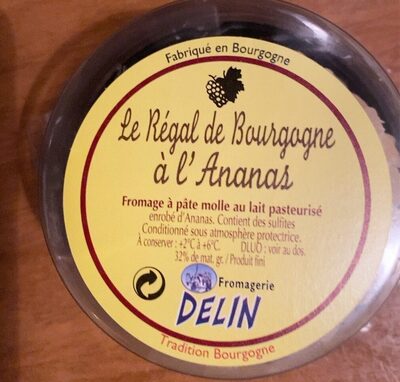 Fabriqué en Bourgogne
Le Régal de Bourgogne
à l'Ananas
Fromage à pâte molle au lait pasteurisé
enrobé d'Ananas. Contient des sulfites
Conditionné sous atmosphère protectrice.
A conserver : +2°C à +6°C. DLUO : voir au dos.
32% de mat. gr. / Produit fini
Fromagerie
DELIN
Tradition Bourgogne